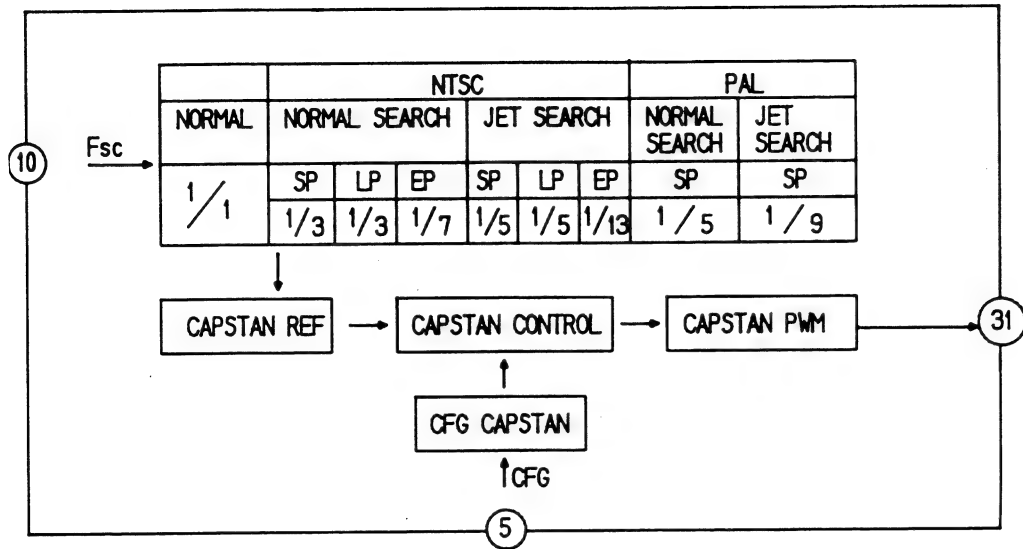 NTSC PAL
NORMAL NORMAL SEARCH JET SEARCH NORMAL SEARCH JET SEARCH
10 Fsc
SP LP EP SP LP EP SP SP
1/1 1/3 1/3 1/7 1/5 1/5 1/13 1/5 1/9
CAPSTAN REF CAPSTAN CONTROL CAPSTAN PWM 31
CFG CAPSTAN
CFG
5